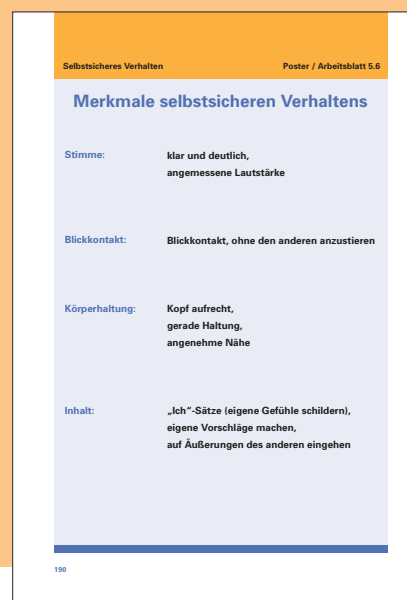 Selbstsicheres Verhalten Poster / Arbeitsblatt 5.6
Merkmale selbstsicheren Verhaltens
Stimme: klar und deutlich,
angemessene Lautstärke
Blickkontakt: Blickkontakt, ohne den anderen anzustieren
Körperhaltung: Kopf aufrecht,
gerade Haltung,
angenehme Nähe
Inhalt: „Ich“-Sätze (eigene Gefühle schildern),
eigene Vorschläge machen,
auf Äußerungen des anderen eingehen
190